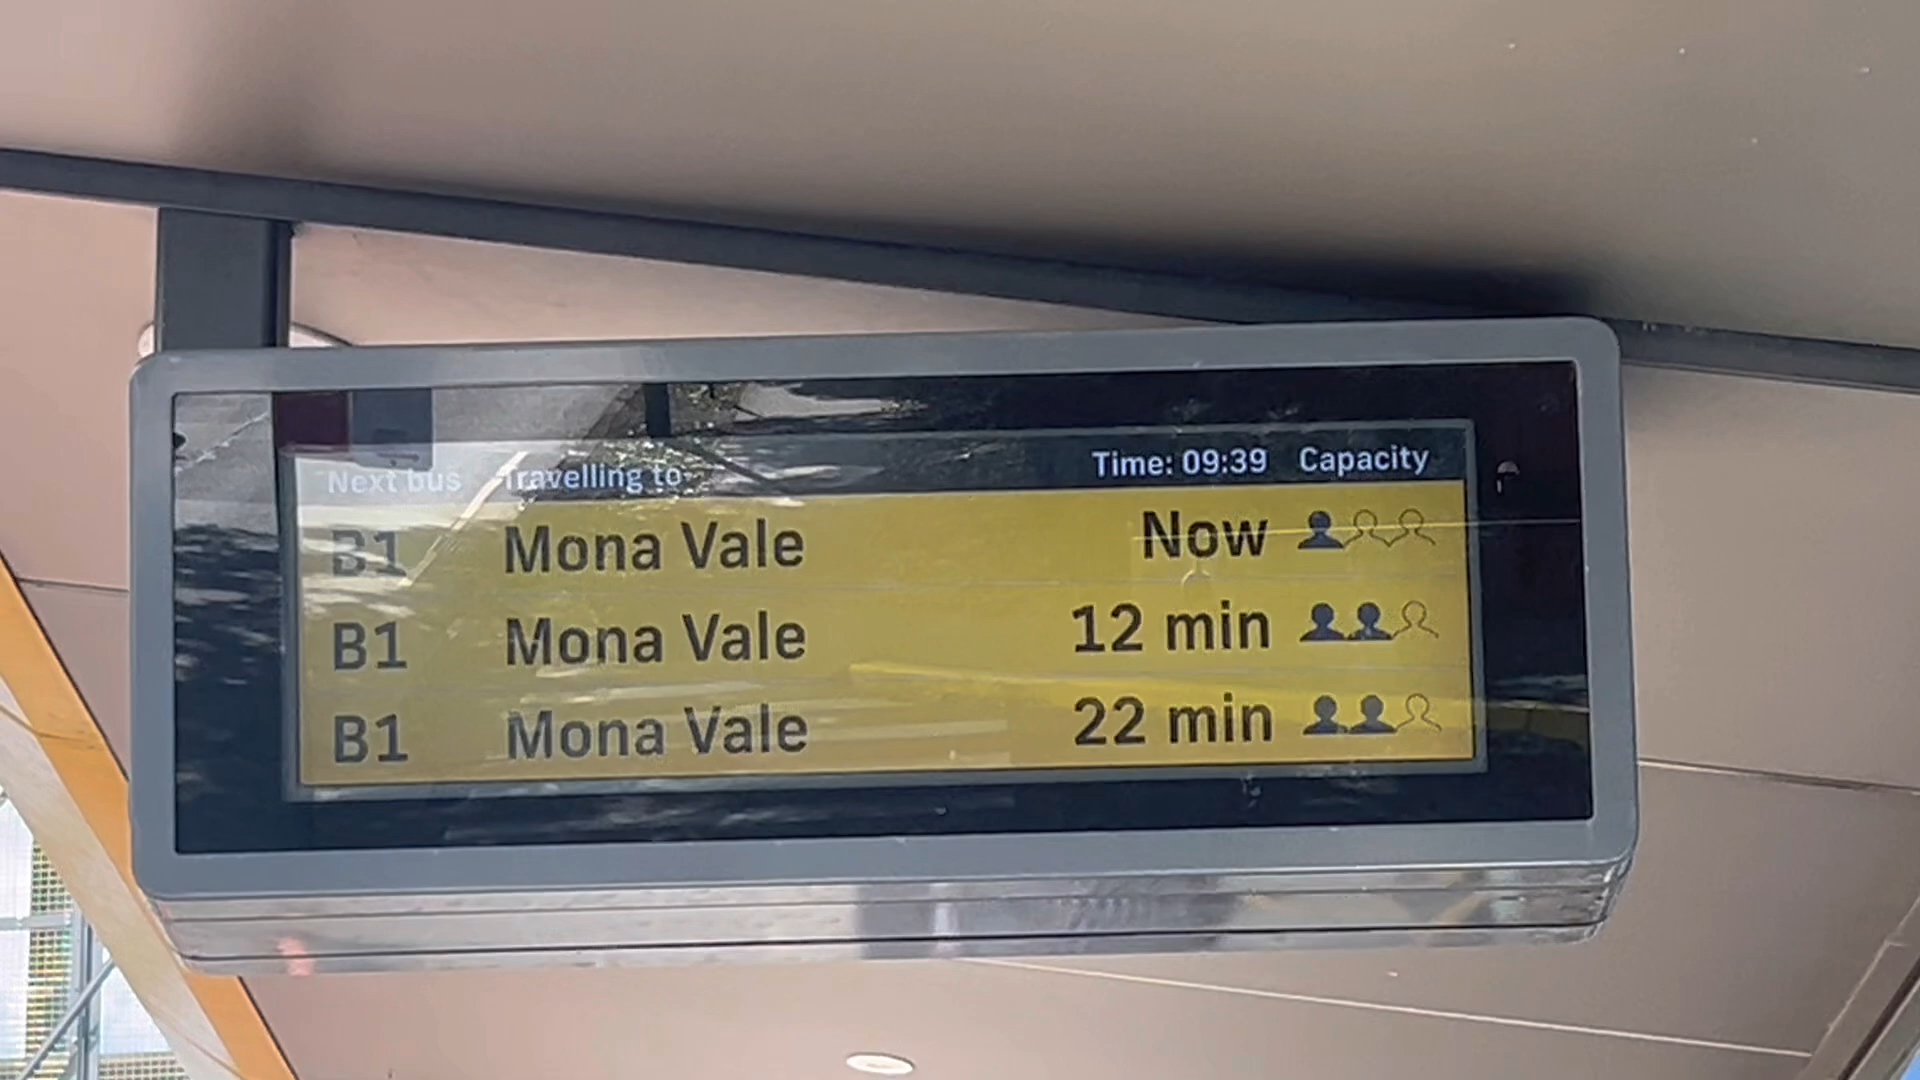 Next bus Travelling to Time: 09:39 Capacity
B1 Mona Vale Now
B1 Mona Vale 12 min
B1 Mona Vale 22 min